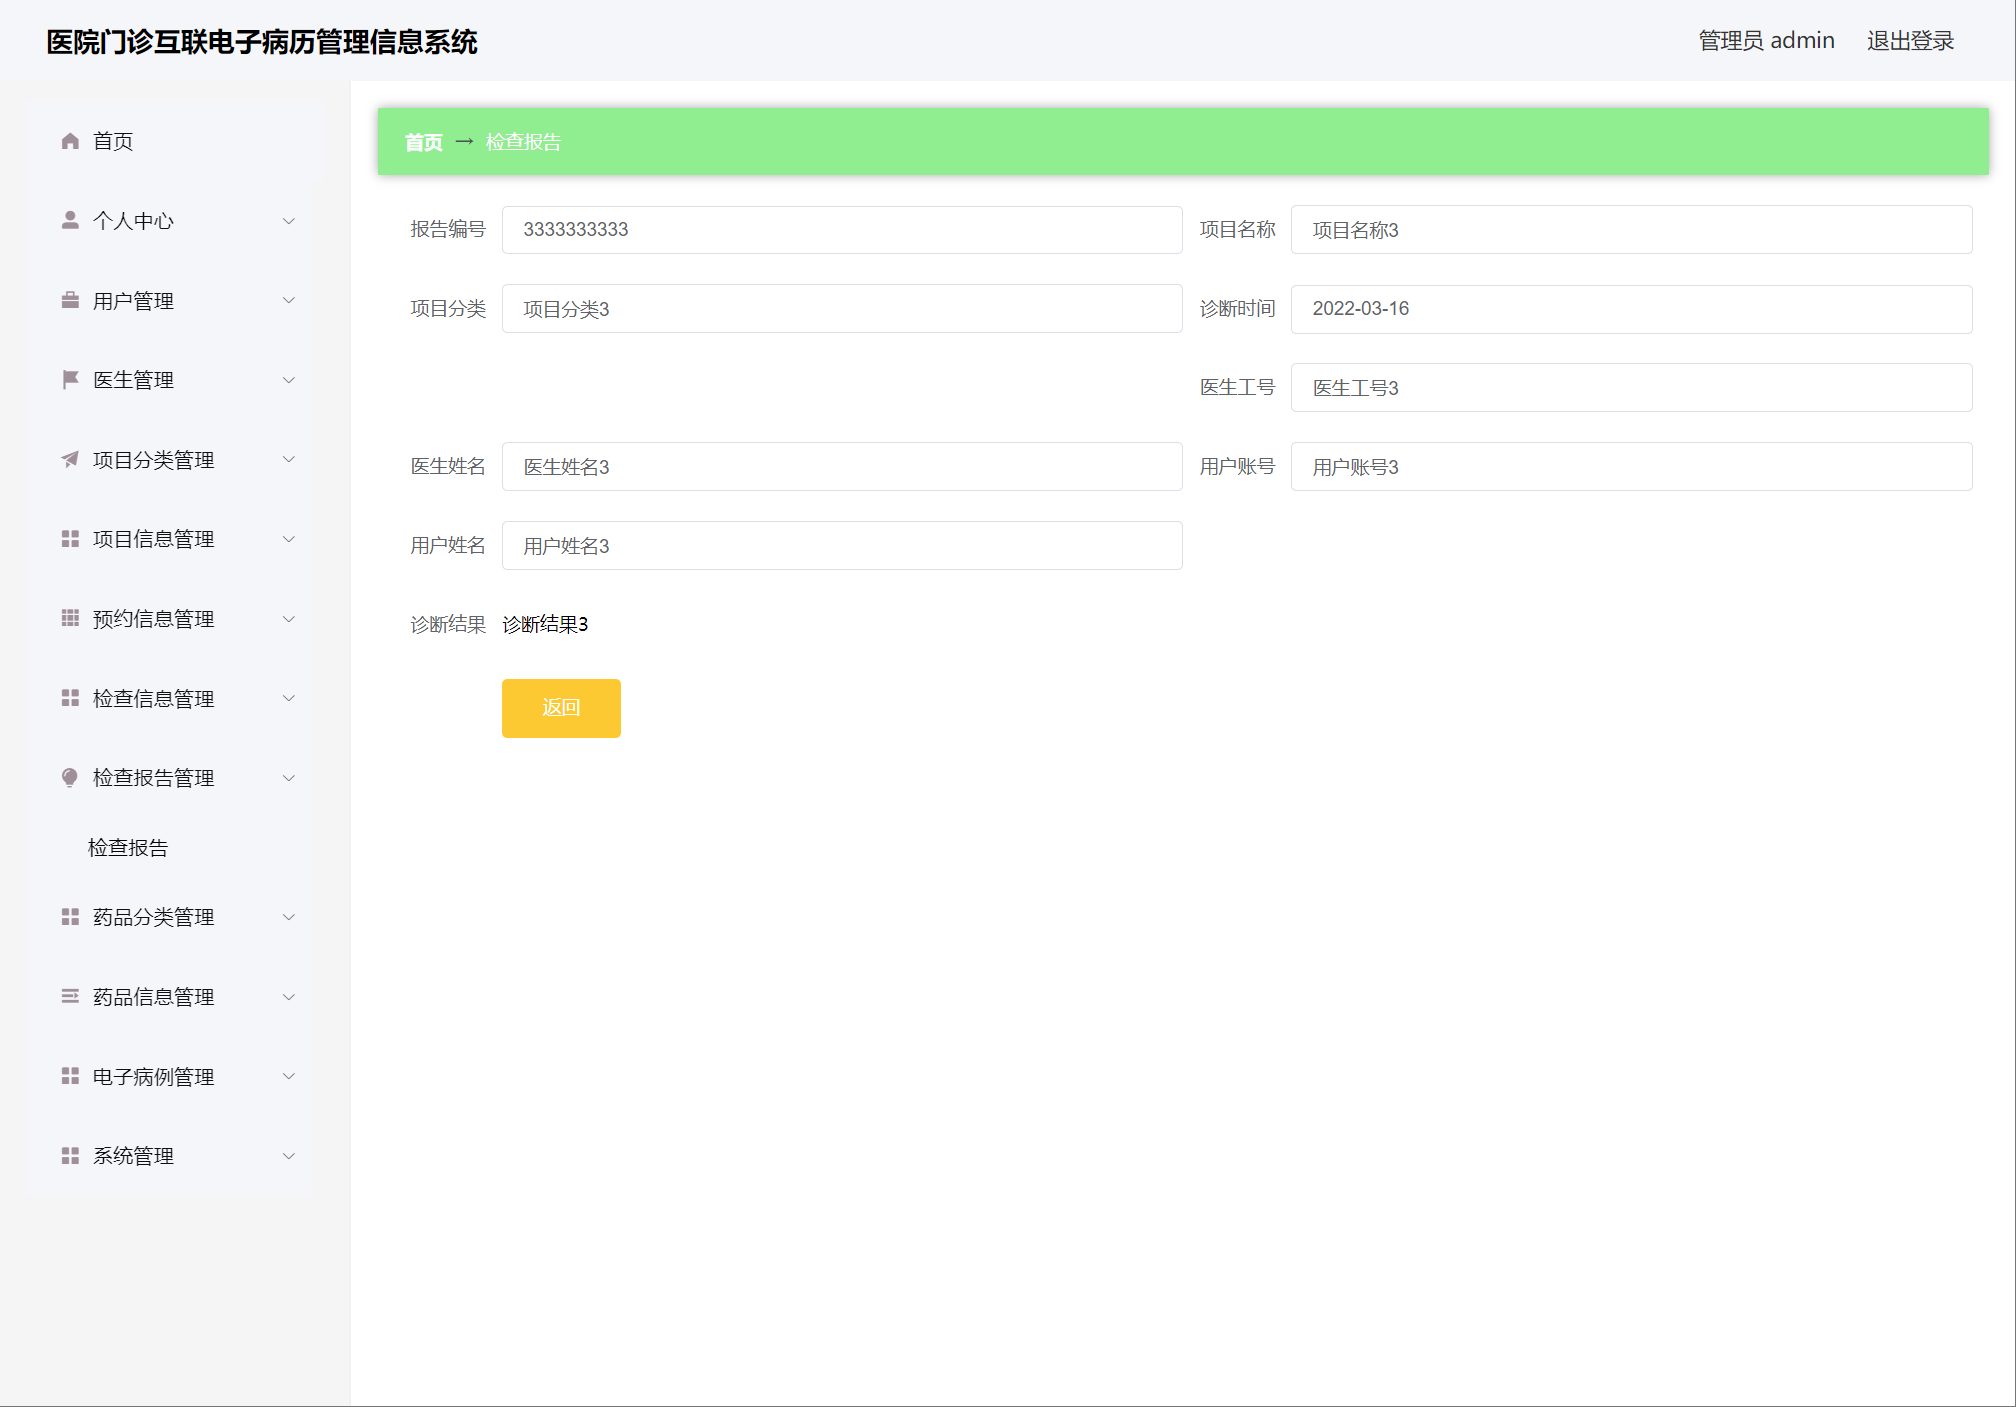 医院门诊互联电子病历管理信息系统
管理员 admin
退出登录
首页
个人中心
用户管理
医生管理
项目分类管理
项目信息管理
预约信息管理
检查信息管理
检查报告管理
检查报告
药品分类管理
药品信息管理
电子病例管理
系统管理
首页 → 检查报告
报告编号 3333333333
项目名称 项目名称3
项目分类 项目分类3
诊断时间 2022-03-16
医生工号 医生工号3
医生姓名 医生姓名3
用户账号 用户账号3
用户姓名 用户姓名3
诊断结果 诊断结果3
返回